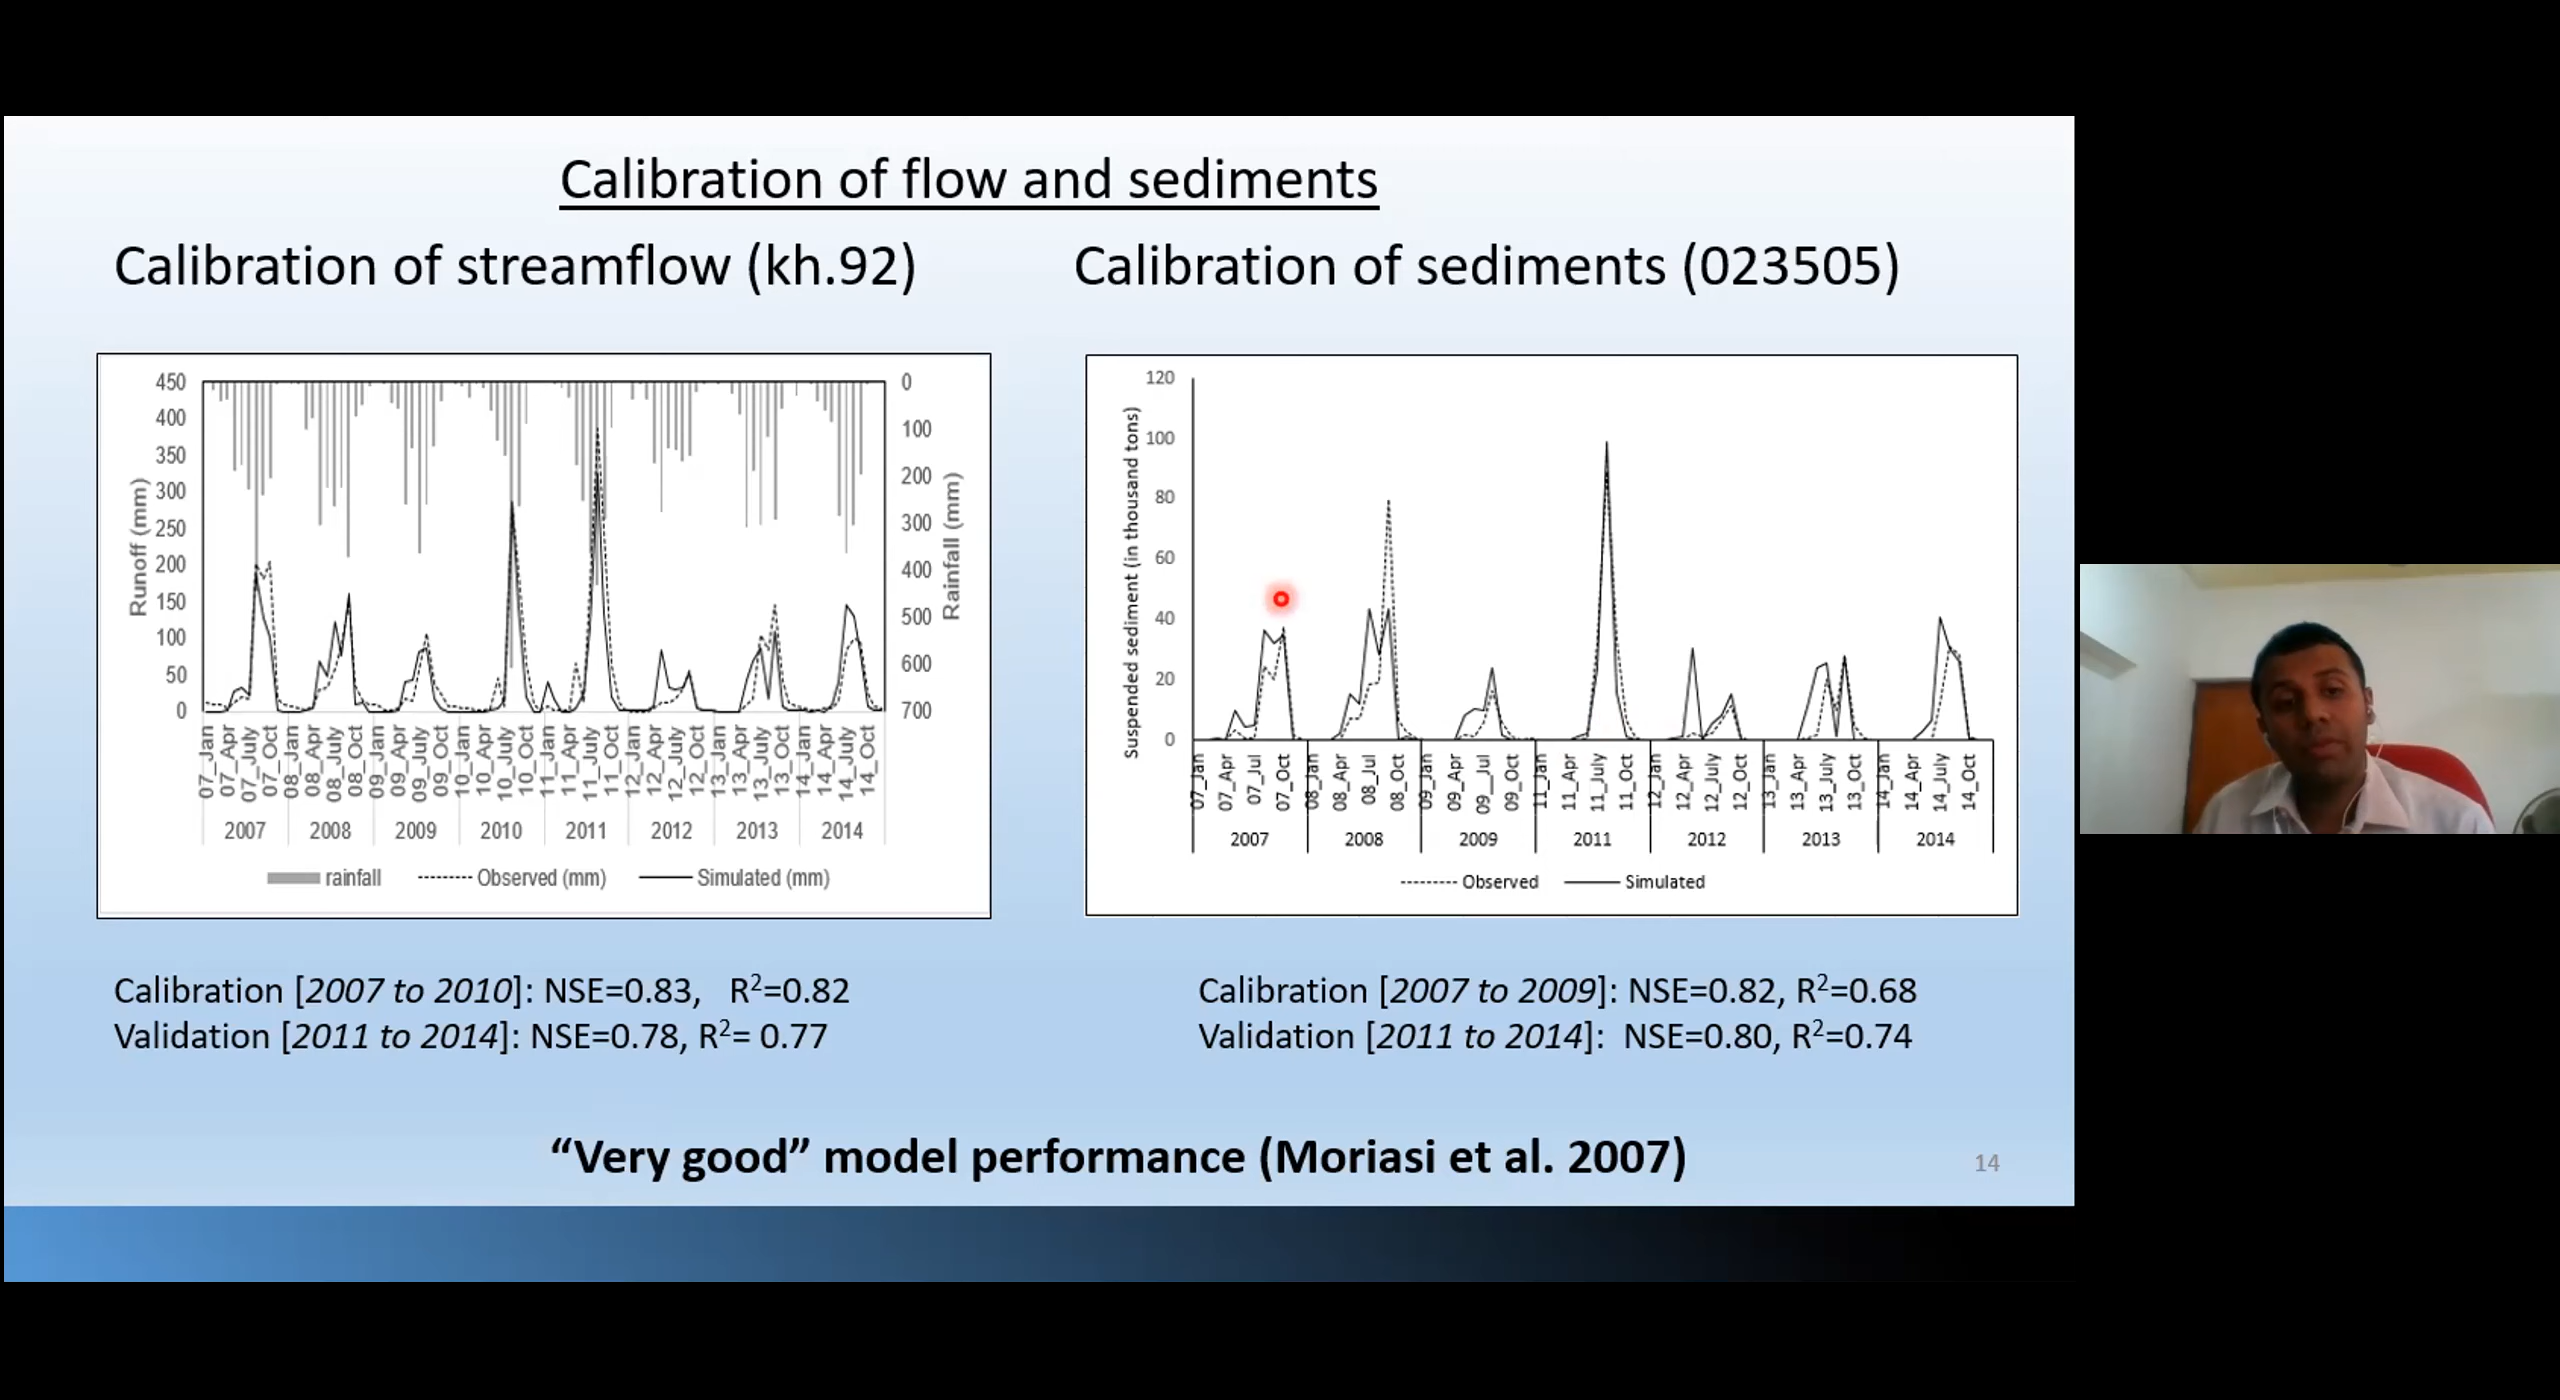 Calibration of flow and sediments
Calibration of streamflow (kh.92)
Calibration of sediments (023505)
450
400
350
300
250
200
150
100
50
0
Runoff (mm)
0
100
200
300
400
500
600
700
Rainfall (mm)
07_Jan
07_Apr
07_July
07_Oct
08_Jan
08_Apr
08_July
08_Oct
09_Jan
09_Apr
09_July
09_Oct
10_Jan
10_Apr
10_July
10_Oct
11_Jan
11_Apr
11_July
11_Oct
12_Jan
12_Apr
12_July
12_Oct
13_Jan
13_Apr
13_July
13_Oct
14_Jan
14_Apr
14_July
14_Oct
2007 2008 2009 2010 2011 2012 2013 2014
rainfall Observed (mm) Simulated (mm)
120
100
80
60
40
20
0
Suspended sediment (in thousand tons)
07_Jan
07_Apr
07_Jul
07_Oct
08_Jan
08_Apr
08_Jul
08_Oct
09_Jan
09_Apr
09__Jul
09_Oct
11_Jan
11_Apr
11_July
11_Oct
12_Jan
12_Apr
12_July
12_Oct
13_Jan
13_Apr
13_July
13_Oct
14_Jan
14_Apr
14_July
14_Oct
2007 2008 2009 2011 2012 2013 2014
Observed Simulated
Calibration [2007 to 2010]: NSE=0.83, R²=0.82
Validation [2011 to 2014]: NSE=0.78, R²= 0.77
Calibration [2007 to 2009]: NSE=0.82, R²=0.68
Validation [2011 to 2014]: NSE=0.80, R²=0.74
“Very good” model performance (Moriasi et al. 2007)
14